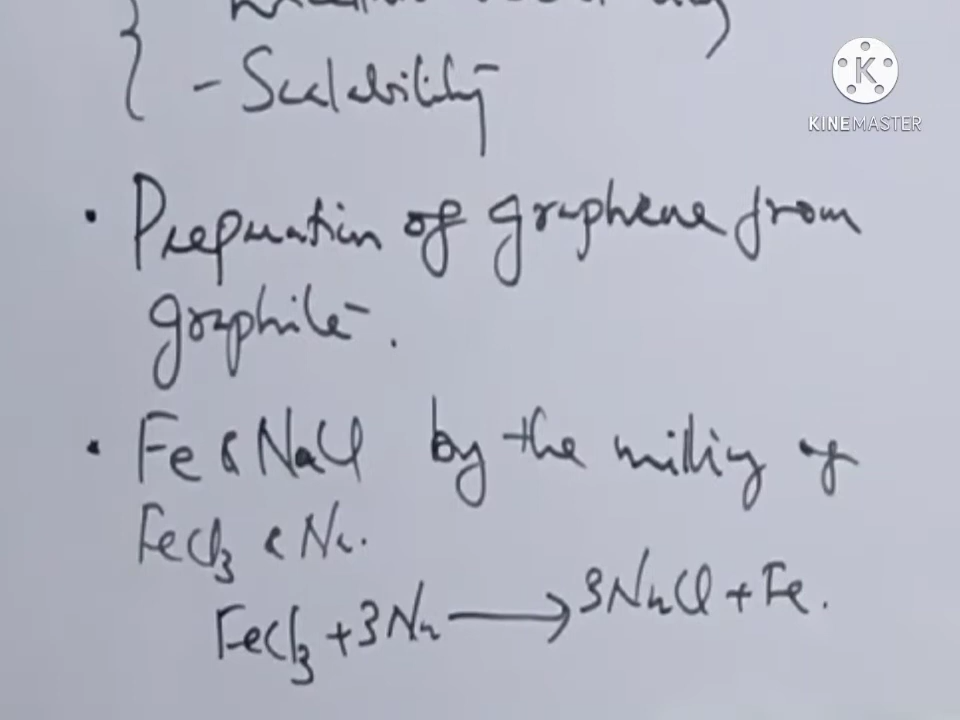 - Scalability
K
KINEMASTER
• Preparation of graphene from
graphite.
• Fe & NaCl by the milling of
FeCl₃ & Na.
FeCl₃ + 3Na ⟶ 3NaCl + Fe.